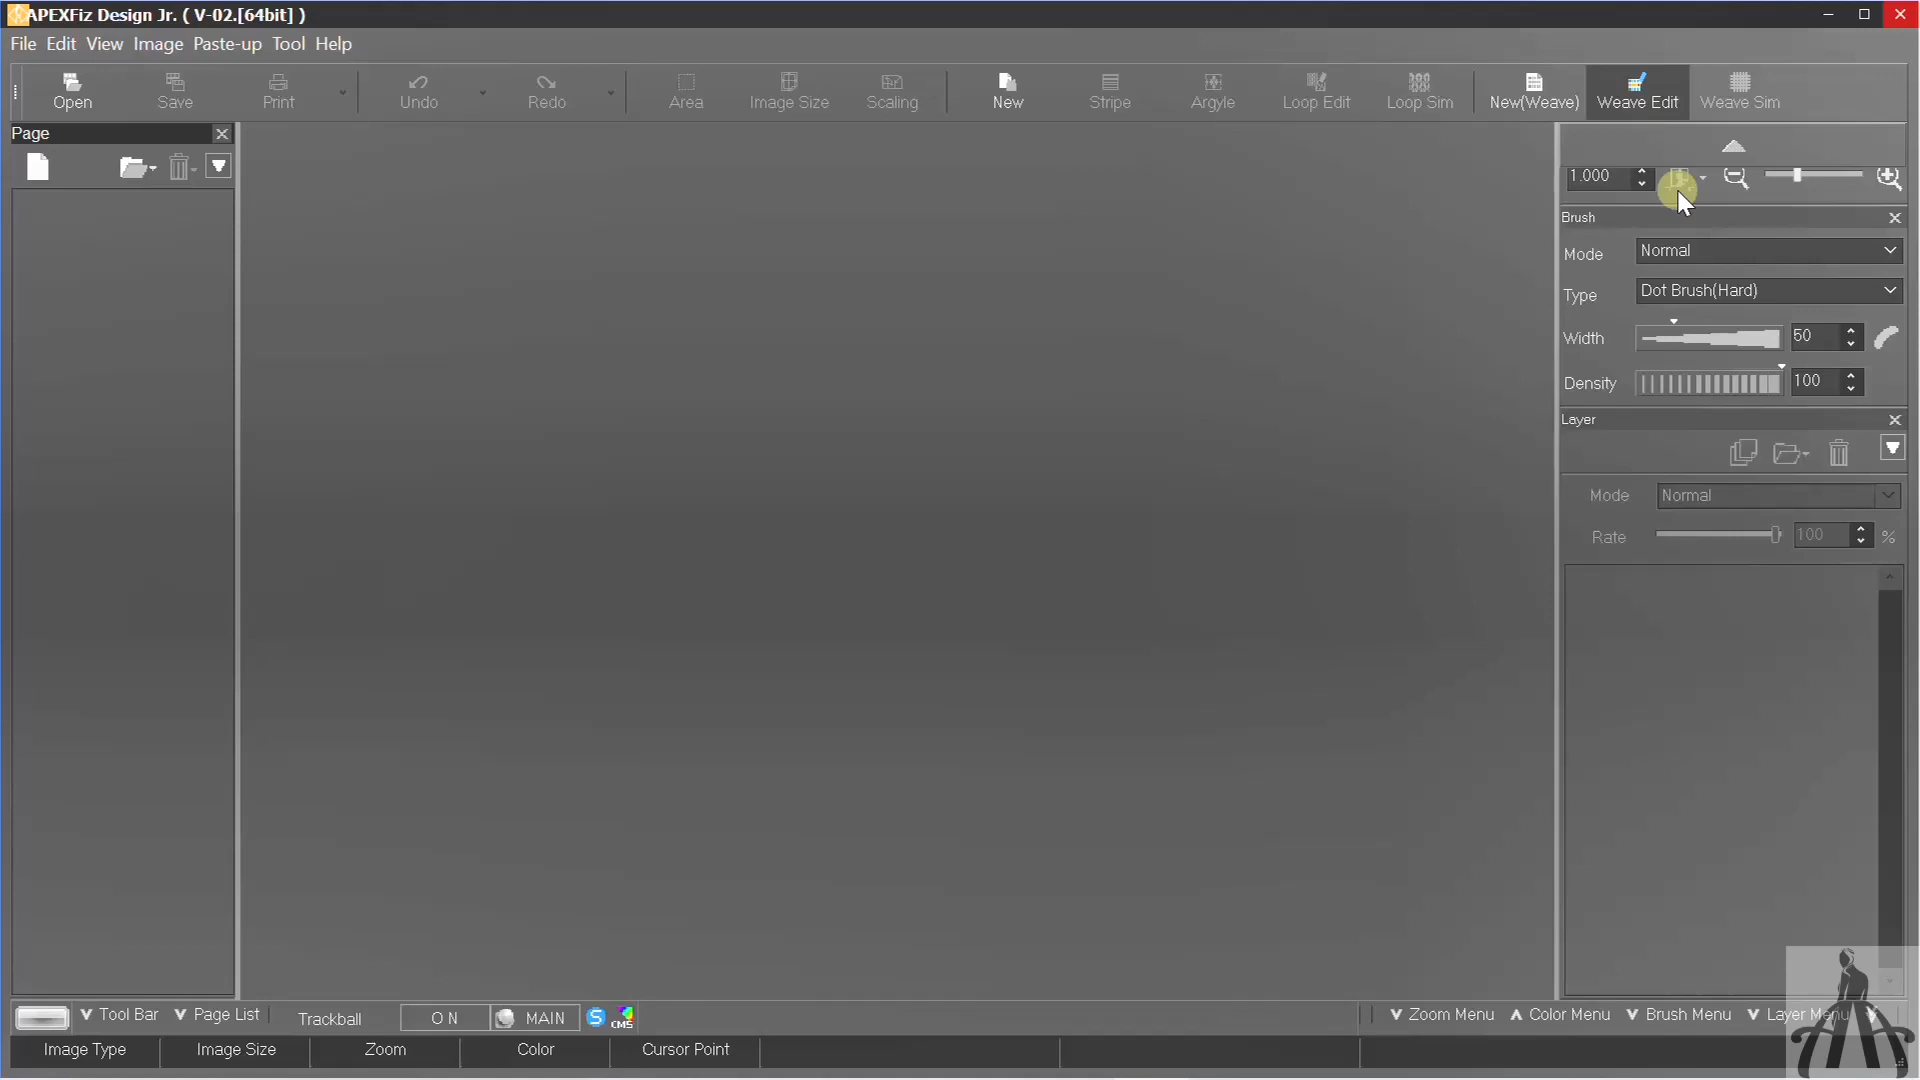 APEXFiz Design Jr. ( V-02.[64bit] )
File Edit View Image Paste-up Tool Help
Open Save Print Undo Redo Area Image Size Scaling New Stripe Argyle Loop Edit Loop Sim New(Weave) Weave Edit Weave Sim
Page
1.000
Brush
Mode Normal
Type Dot Brush(Hard)
Width 50
Density 100
Layer
Mode Normal
Rate 100 %
Tool Bar Page List Trackball ON MAIN S CMS Zoom Menu Color Menu Brush Menu Layer Menu
Image Type Image Size Zoom Color Cursor Point